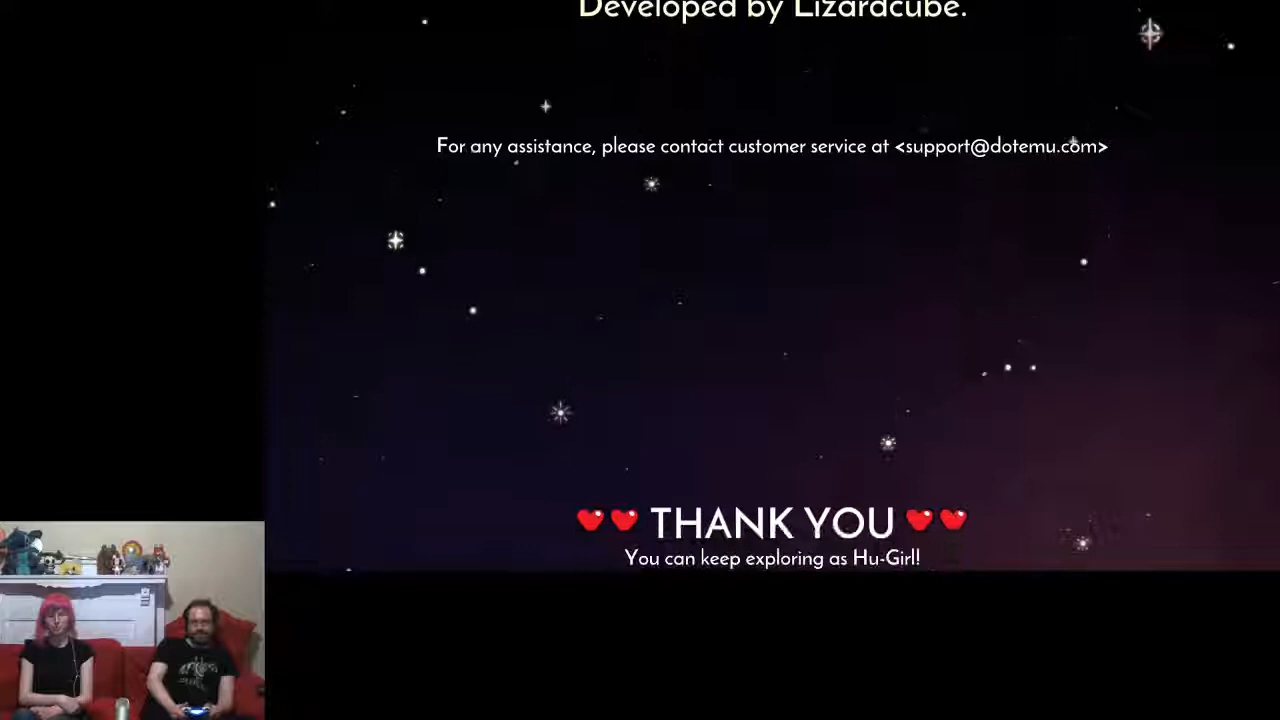 Developed by Lizardcube.
For any assistance, please contact customer service at <support@dotemu.com>
THANK YOU
You can keep exploring as Hu-Girl!